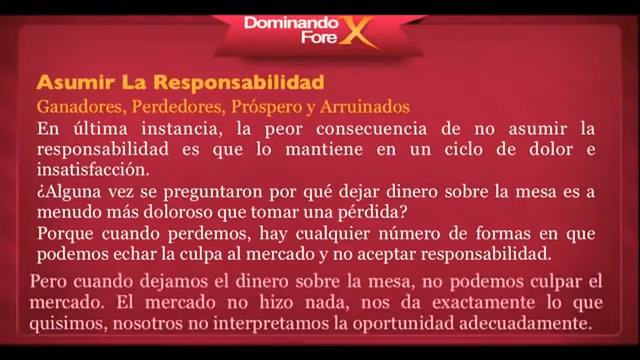 Dominando
ForeX
Asumir La Responsabilidad
Ganadores, Perdedores, Próspero y Arruinados
En última instancia, la peor consecuencia de no asumir la
responsabilidad es que lo mantiene en un ciclo de dolor e
insatisfacción.
¿Alguna vez se preguntaron por qué dejar dinero sobre la mesa es a
menudo más doloroso que tomar una pérdida?
Porque cuando perdemos, hay cualquier número de formas en que
podemos echar la culpa al mercado y no aceptar responsabilidad.
Pero cuando dejamos el dinero sobre la mesa, no podemos culpar el
mercado. El mercado no hizo nada, nos da exactamente lo que
quisimos, nosotros no interpretamos la oportunidad adecuadamente.